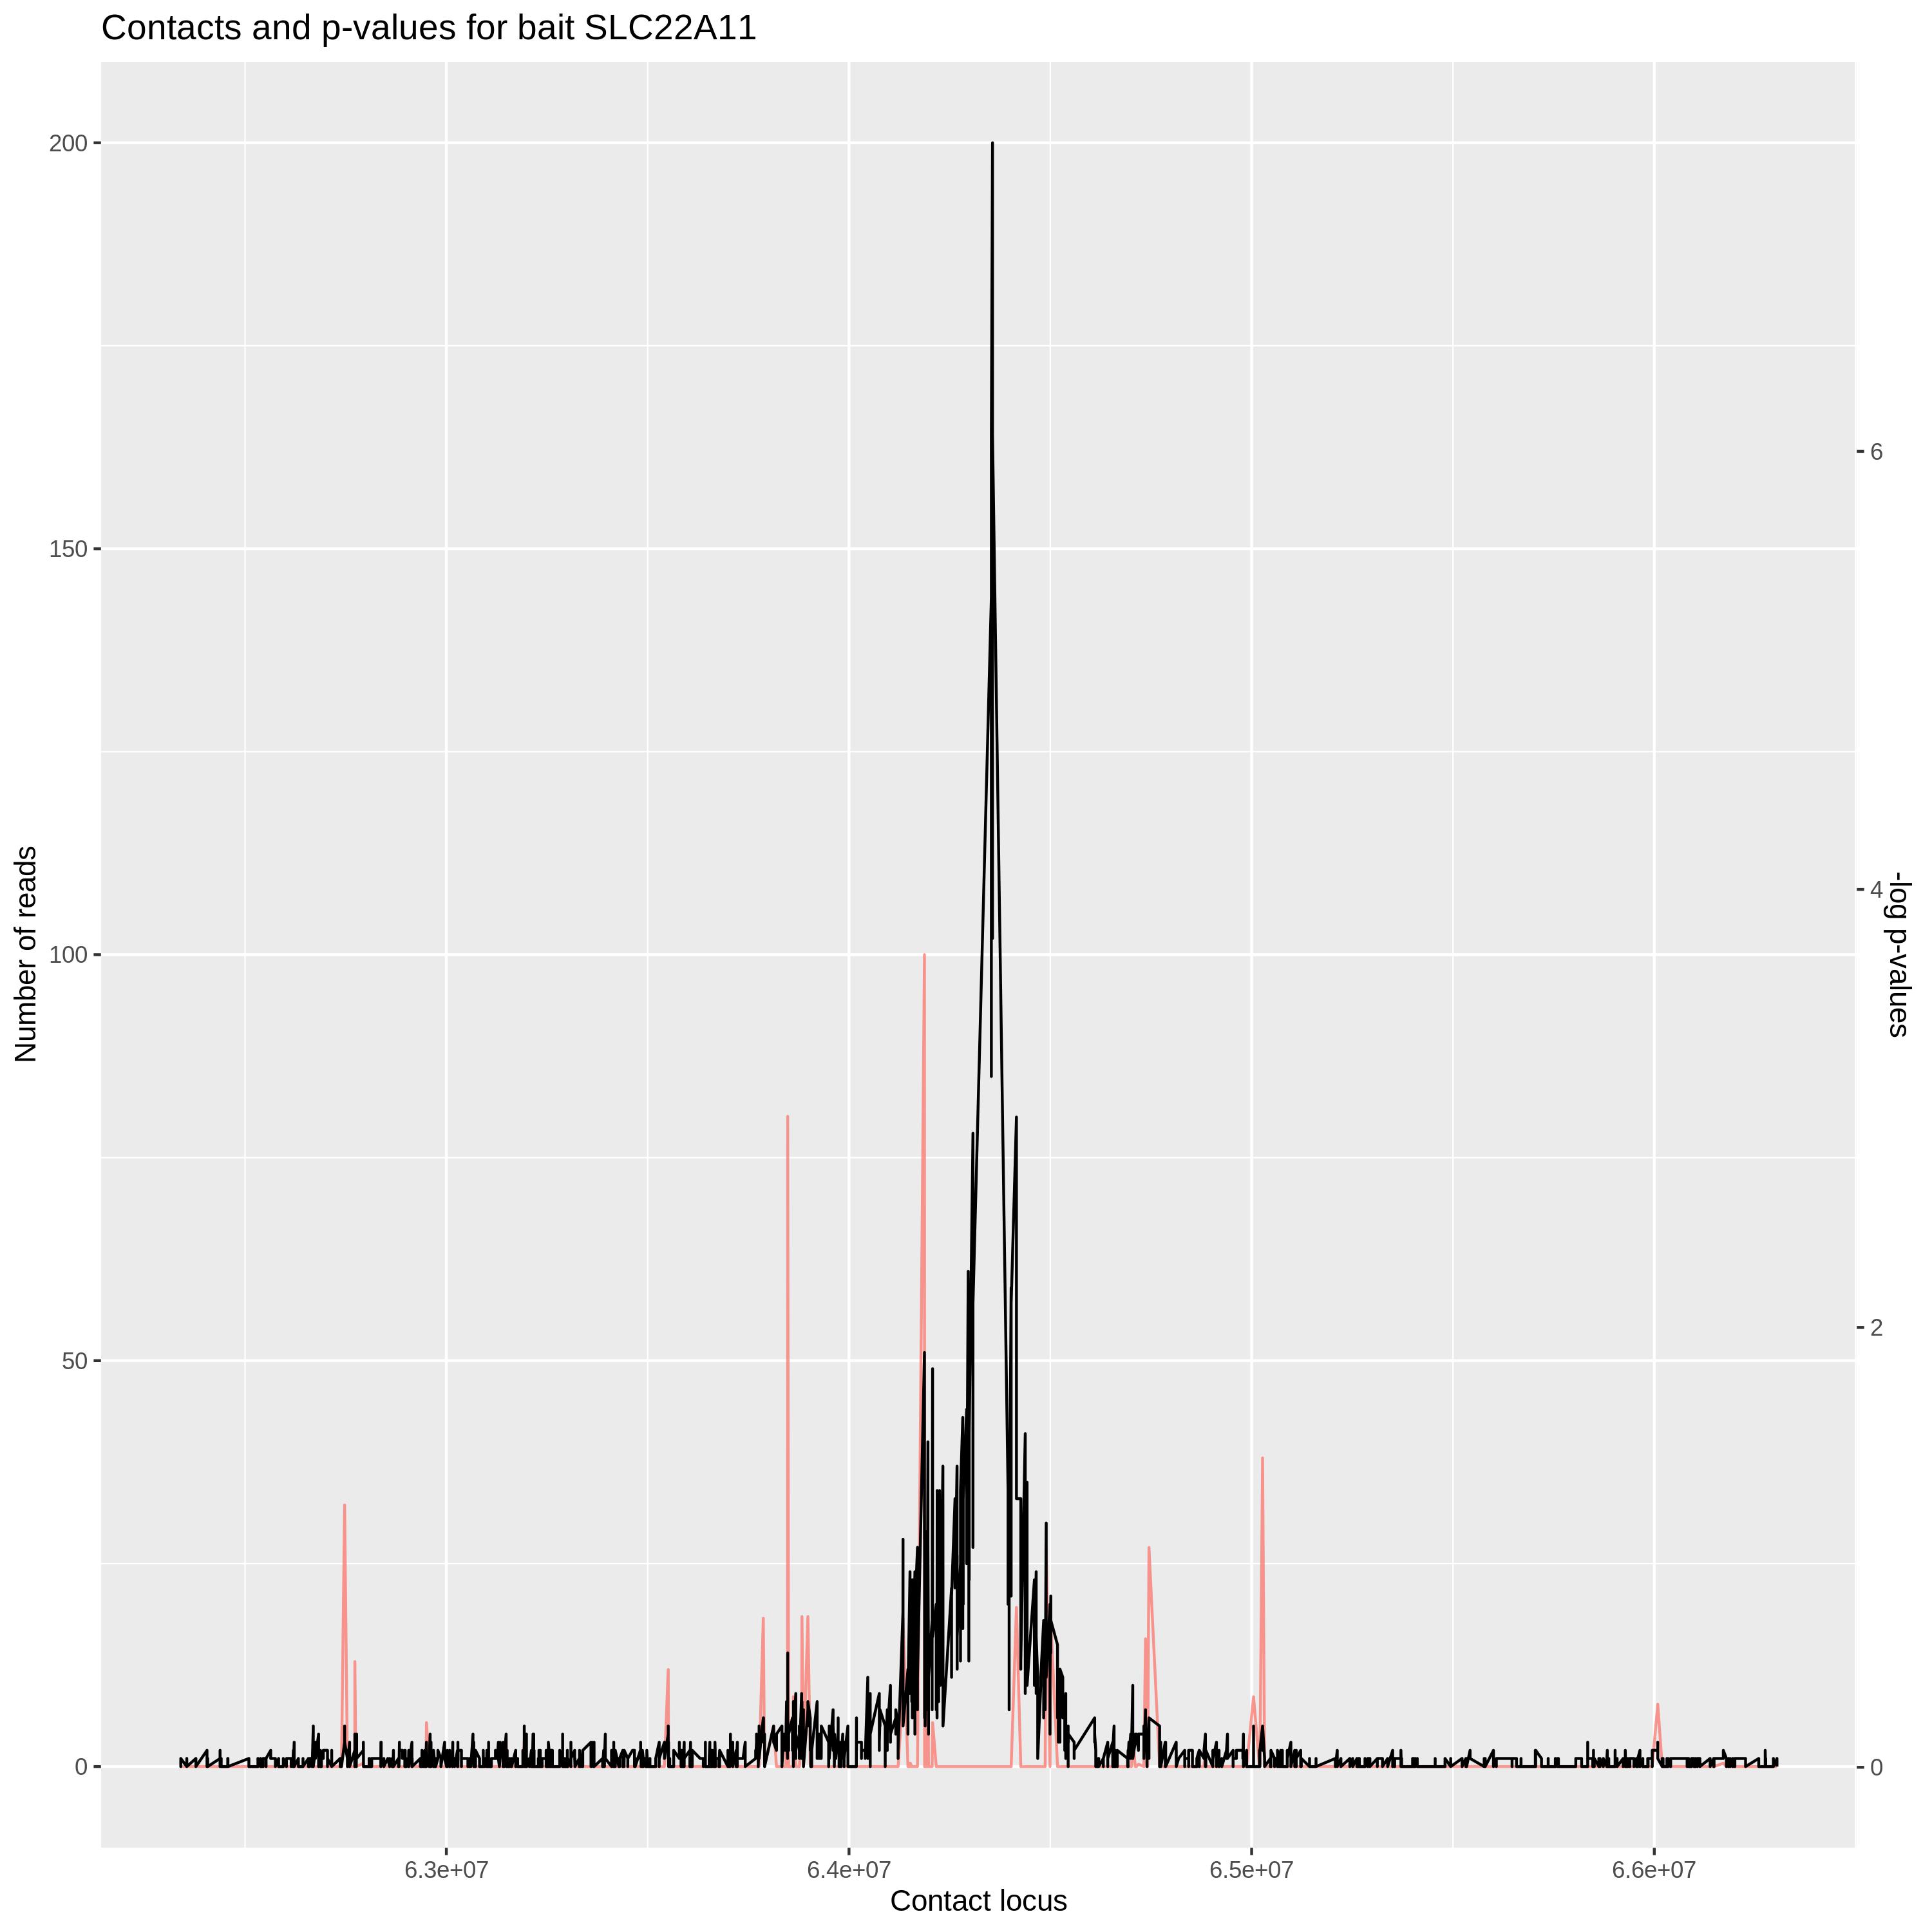 Contacts and p-values for bait SLC22A11
200
150
100
50
0
Number of reads
6
4
2
0
-log p-values
6.3e+07
6.4e+07
6.5e+07
6.6e+07
Contact locus